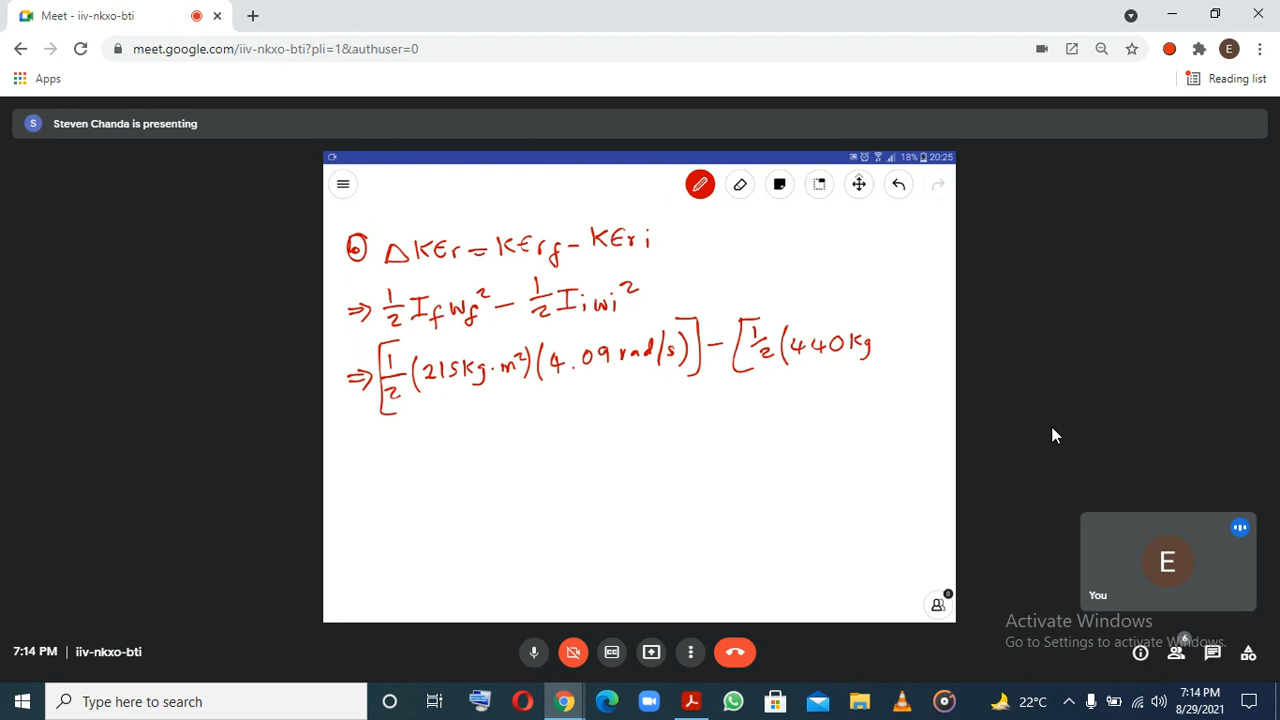 Meet - iiv-nkxo-bti
meet.google.com/iiv-nkxo-bti?pli=1&authuser=0
E
Apps
Reading list
S Steven Chanda is presenting
18% 20:25
b ΔKEr = KErf - KEri
⇒ 1/2 If wf² - 1/2 Ii wi²
⇒ [1/2 (215kg·m²)(4.09rad/s)] - [1/2 (440kg
0
E
You
Activate Windows
Go to Settings to activate Windows.
7:14 PM | iiv-nkxo-bti
6
Type here to search
22°C
7:14 PM
8/29/2021